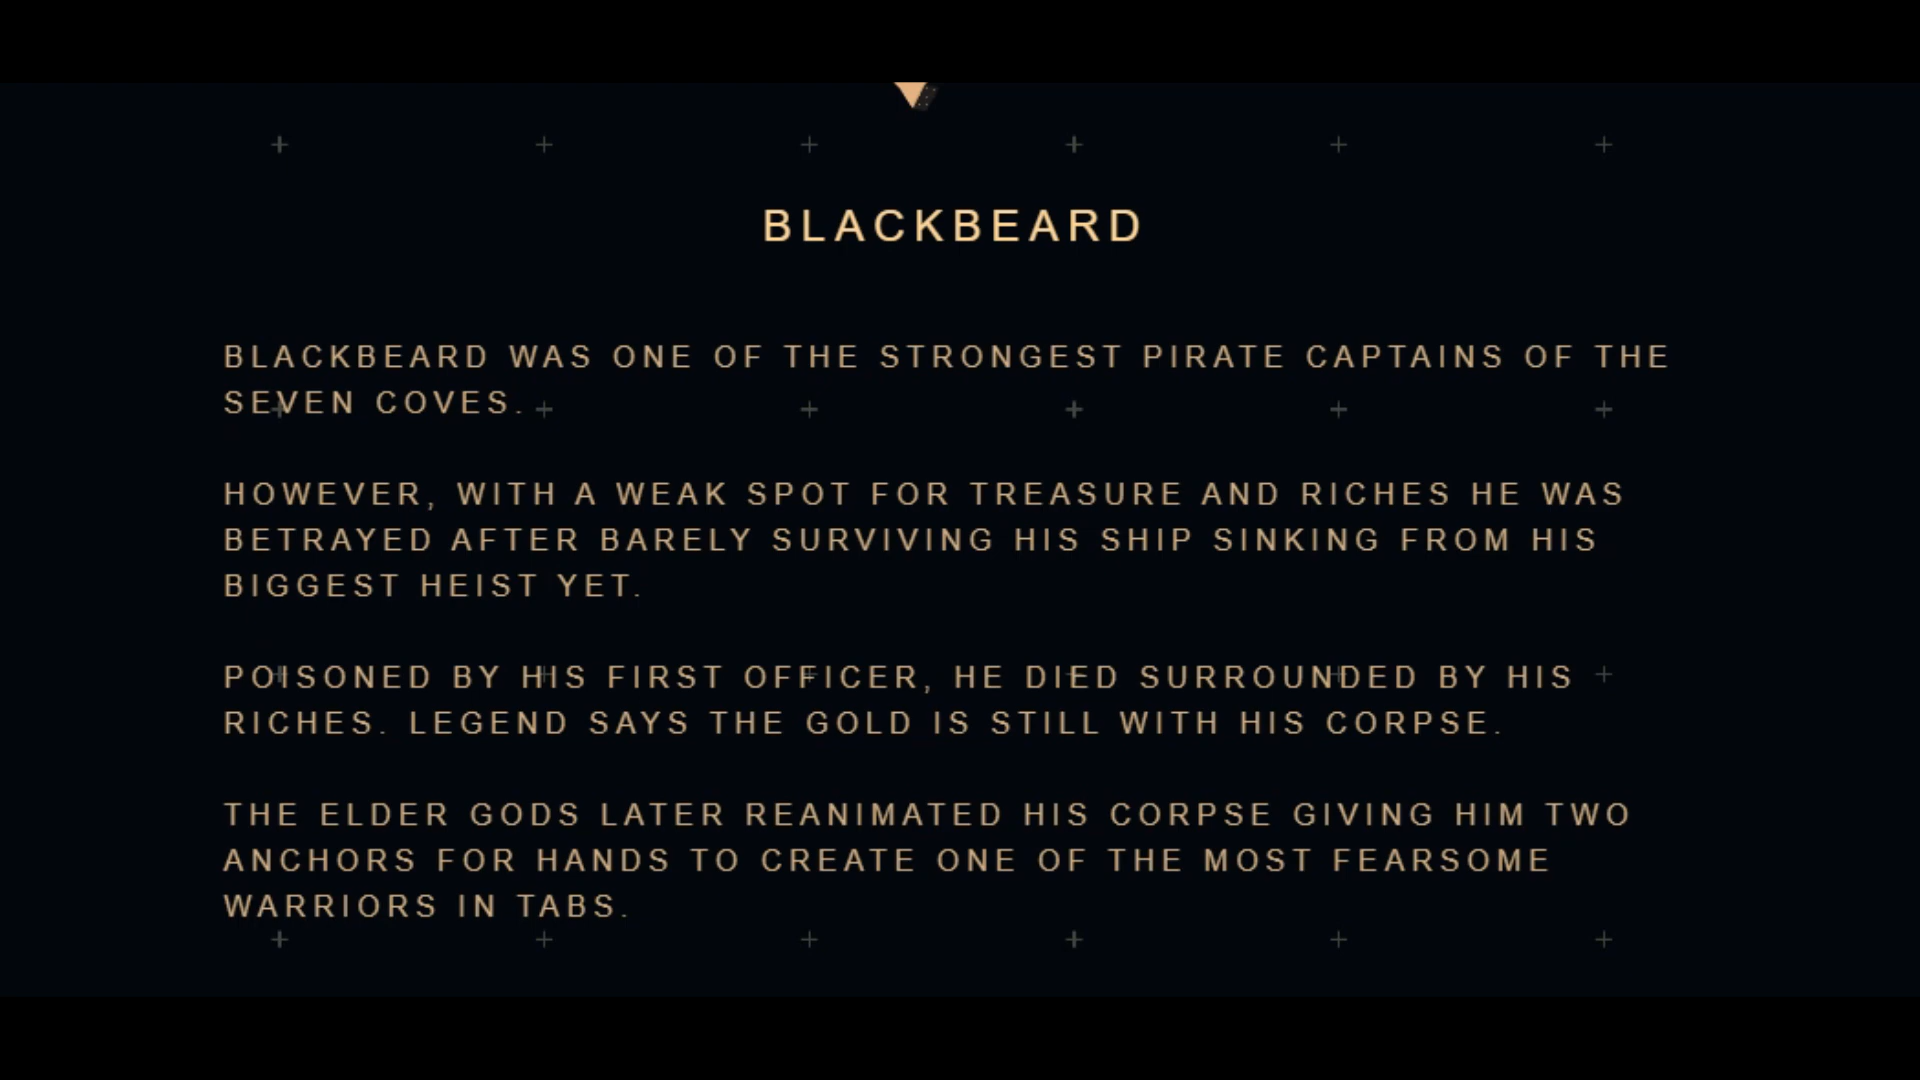 BLACKBEARD
BLACKBEARD WAS ONE OF THE STRONGEST PIRATE CAPTAINS OF THE
SEVEN COVES.
HOWEVER, WITH A WEAK SPOT FOR TREASURE AND RICHES HE WAS
BETRAYED AFTER BARELY SURVIVING HIS SHIP SINKING FROM HIS
BIGGEST HEIST YET.
POISONED BY HIS FIRST OFFICER, HE DIED SURROUNDED BY HIS
RICHES. LEGEND SAYS THE GOLD IS STILL WITH HIS CORPSE.
THE ELDER GODS LATER REANIMATED HIS CORPSE GIVING HIM TWO
ANCHORS FOR HANDS TO CREATE ONE OF THE MOST FEARSOME
WARRIORS IN TABS.